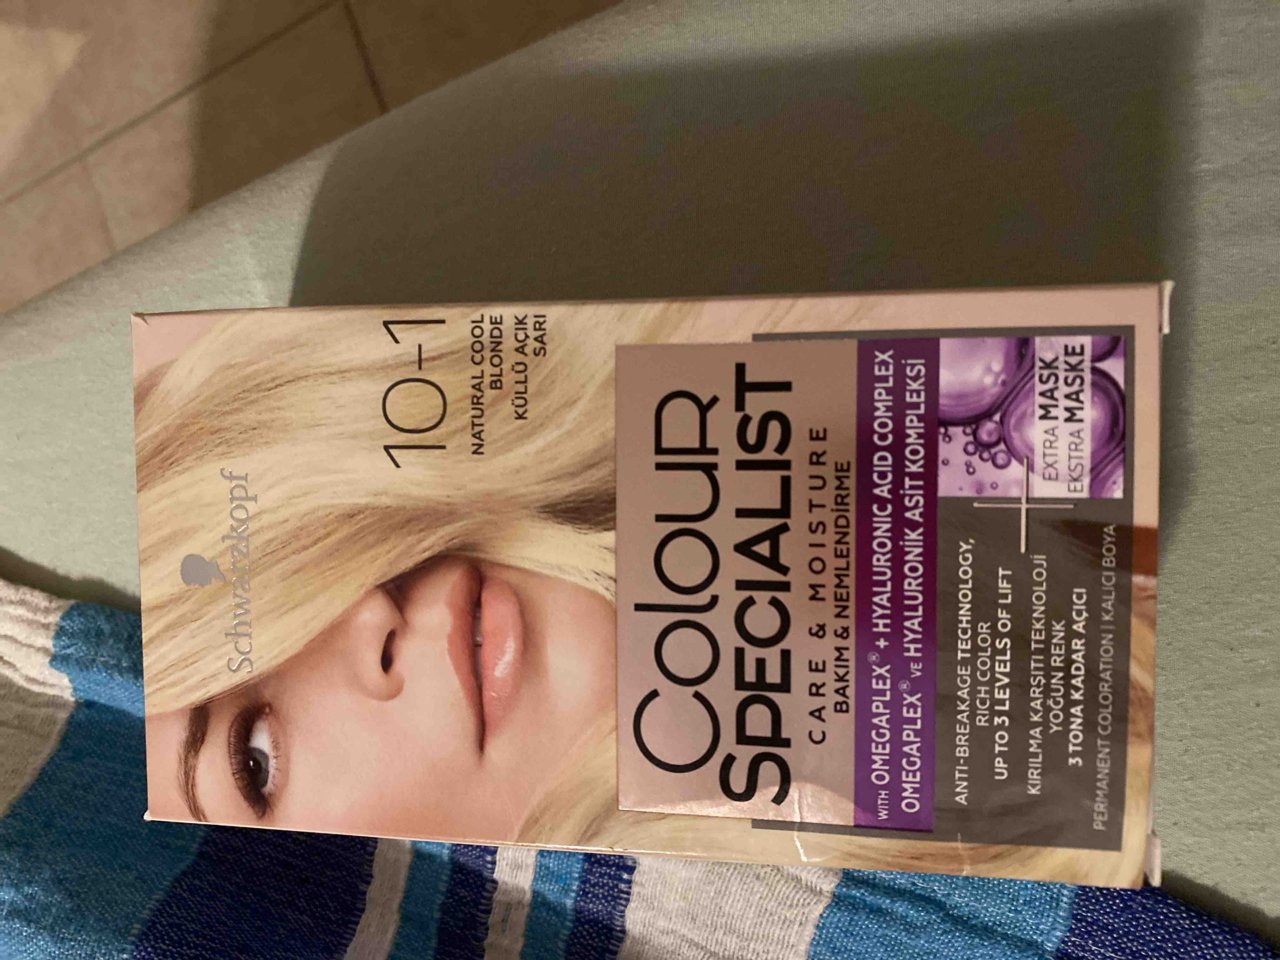 Schwarzkopf
10-1
NATURAL COOL
BLONDE
KÜLLÜ AÇIK
SARI
Colour
SPECIALIST
CARE & MOISTURE
BAKIM & NEMLENDİRME
WITH OMEGAPLEX® + HYALURONIC ACID COMPLEX
OMEGAPLEX® VE HYALURONİK ASİT KOMPLEKSİ
ANTI-BREAKAGE TECHNOLOGY,
RICH COLOR
UP TO 3 LEVELS OF LIFT
KIRILMA KARŞITI TEKNOLOJİ
YOĞUN RENK
3 TONA KADAR AÇICI
EXTRA MASK
EKSTRA MASKE
PERMANENT COLORATION | KALICI BOYA